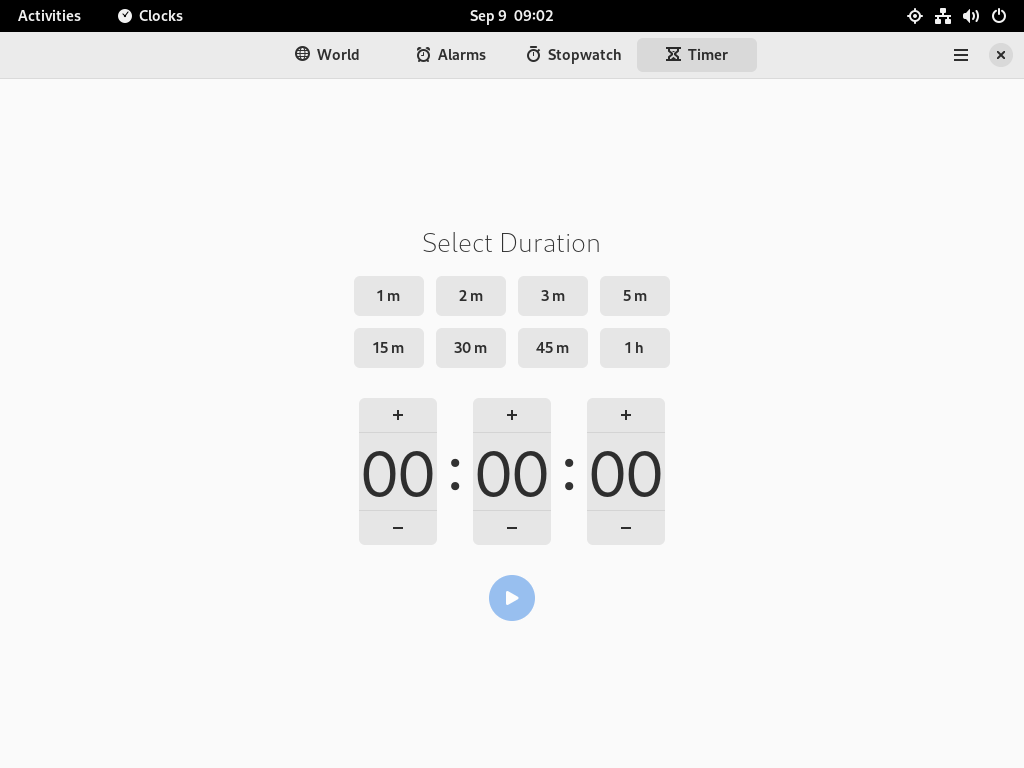 Activities Clocks Sep 9 09:02
World Alarms Stopwatch Timer
Select Duration
1 m 2 m 3 m 5 m
15 m 30 m 45 m 1 h
+ + +
00 : 00 : 00
− − −